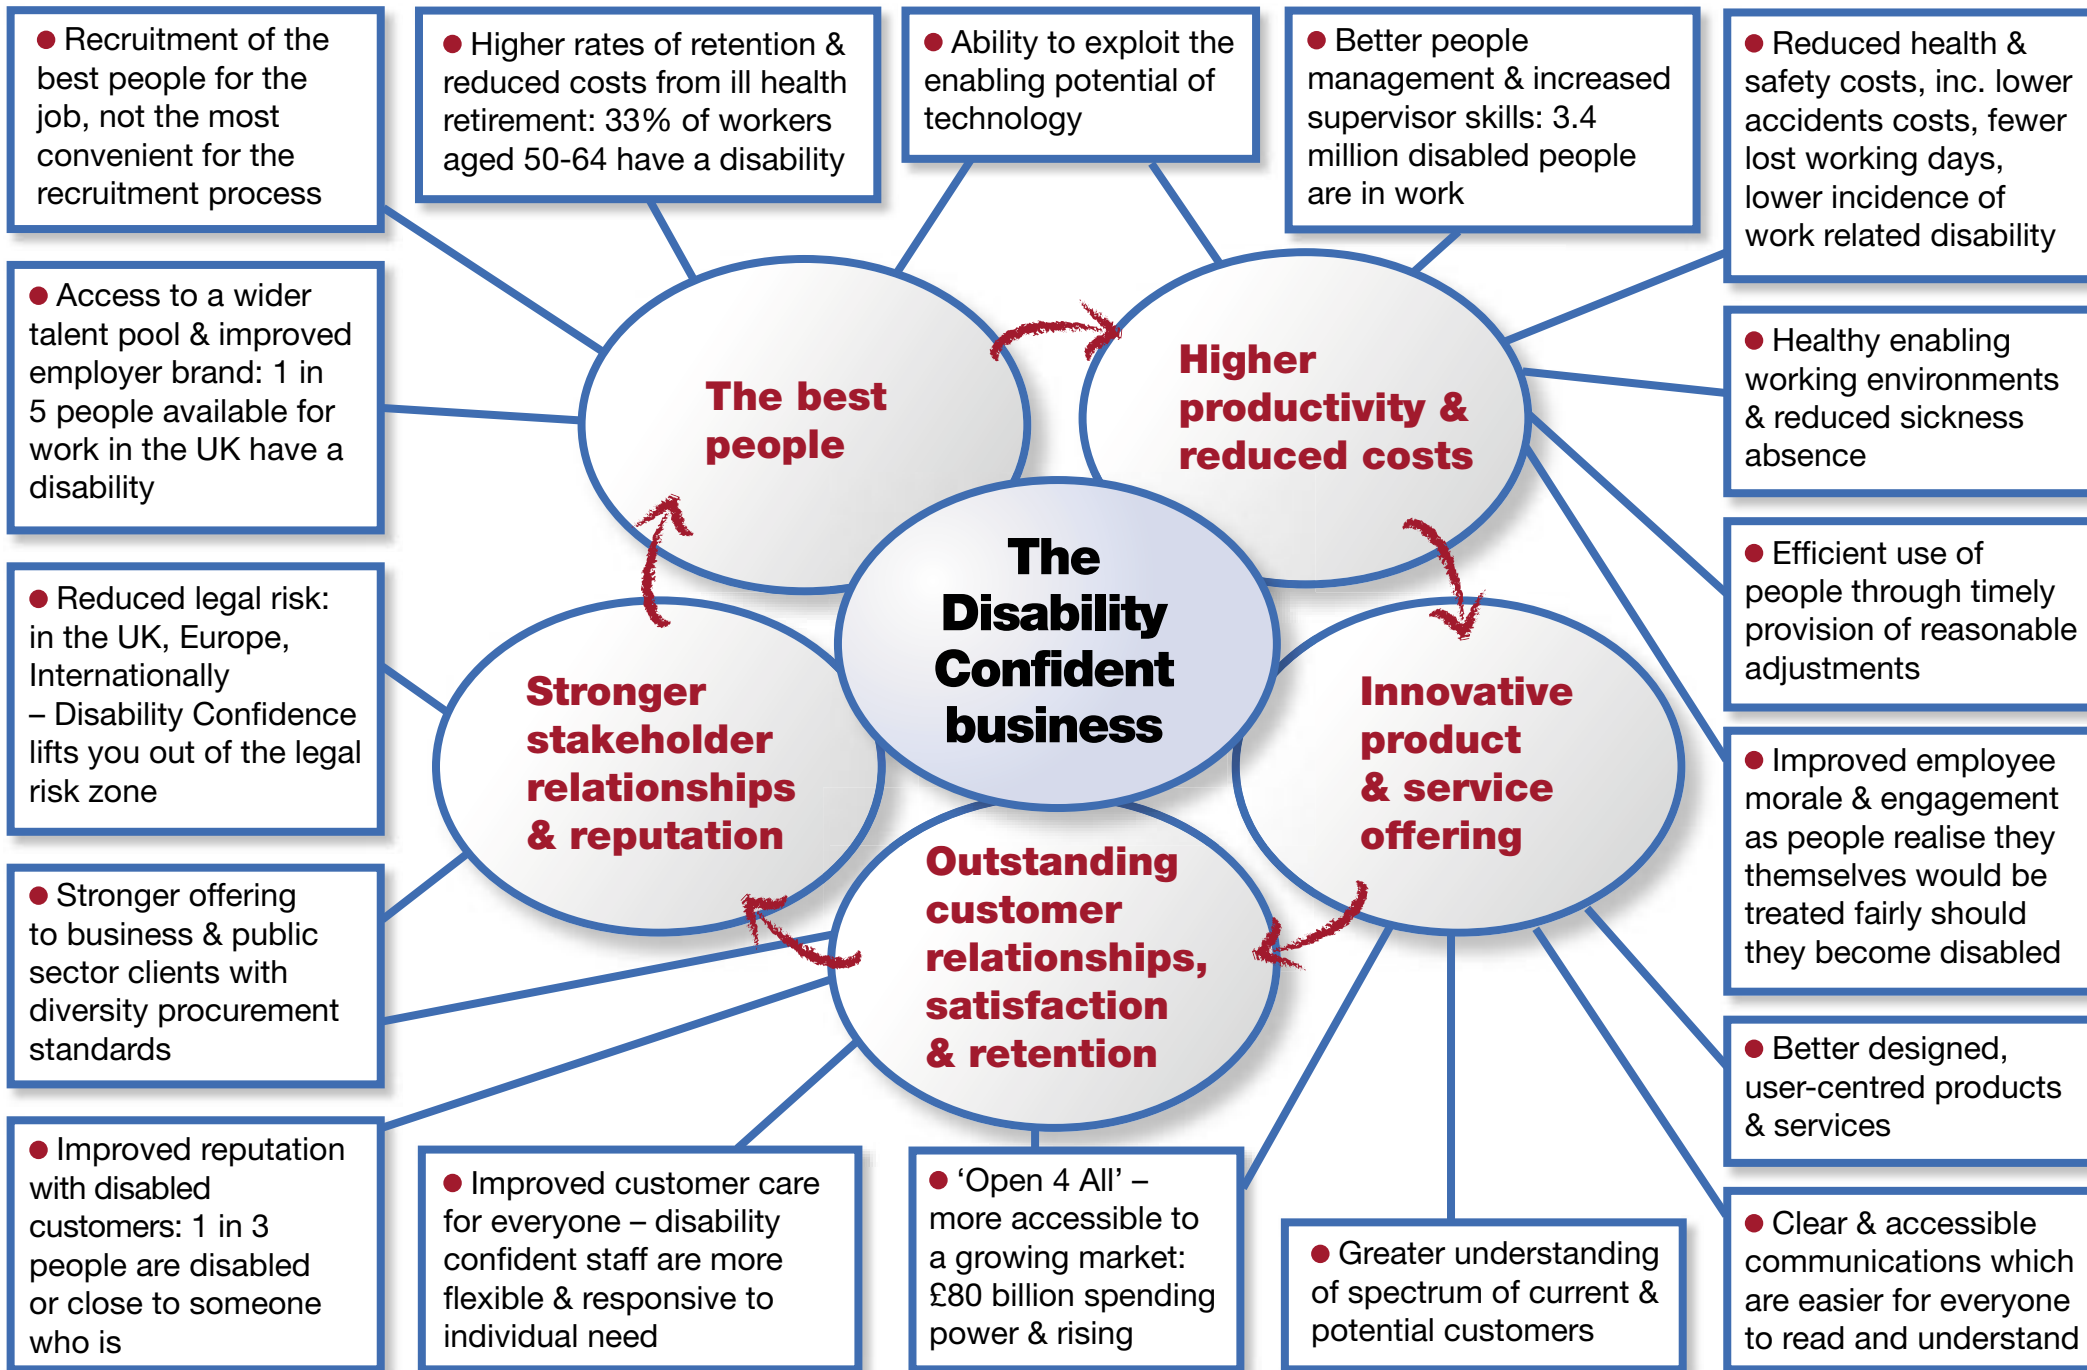 ● Recruitment of the
best people for the
job, not the most
convenient for the
recruitment process
● Higher rates of retention &
reduced costs from ill health
retirement: 33% of workers
aged 50-64 have a disability
● Ability to exploit the
enabling potential of
technology
● Better people
management & increased
supervisor skills: 3.4
million disabled people
are in work
● Reduced health &
safety costs, inc. lower
accidents costs, fewer
lost working days,
lower incidence of
work related disability
● Access to a wider
talent pool & improved
employer brand: 1 in
5 people available for
work in the UK have a
disability
The best
people
Higher
productivity &
reduced costs
● Healthy enabling
working environments
& reduced sickness
absence
The
Disability
Confident
business
● Efficient use of
people through timely
provision of reasonable
adjustments
● Reduced legal risk:
in the UK, Europe,
Internationally
– Disability Confidence
lifts you out of the legal
risk zone
Stronger
stakeholder
relationships
& reputation
Innovative
product
& service
offering
● Improved employee
morale & engagement
as people realise they
themselves would be
treated fairly should
they become disabled
● Stronger offering
to business & public
sector clients with
diversity procurement
standards
Outstanding
customer
relationships,
satisfaction
& retention
● Better designed,
user-centred products
& services
● Improved reputation
with disabled
customers: 1 in 3
people are disabled
or close to someone
who is
● Improved customer care
for everyone – disability
confident staff are more
flexible & responsive to
individual need
● ‘Open 4 All’ –
more accessible to
a growing market:
£80 billion spending
power & rising
● Greater understanding
of spectrum of current &
potential customers
● Clear & accessible
communications which
are easier for everyone
to read and understand